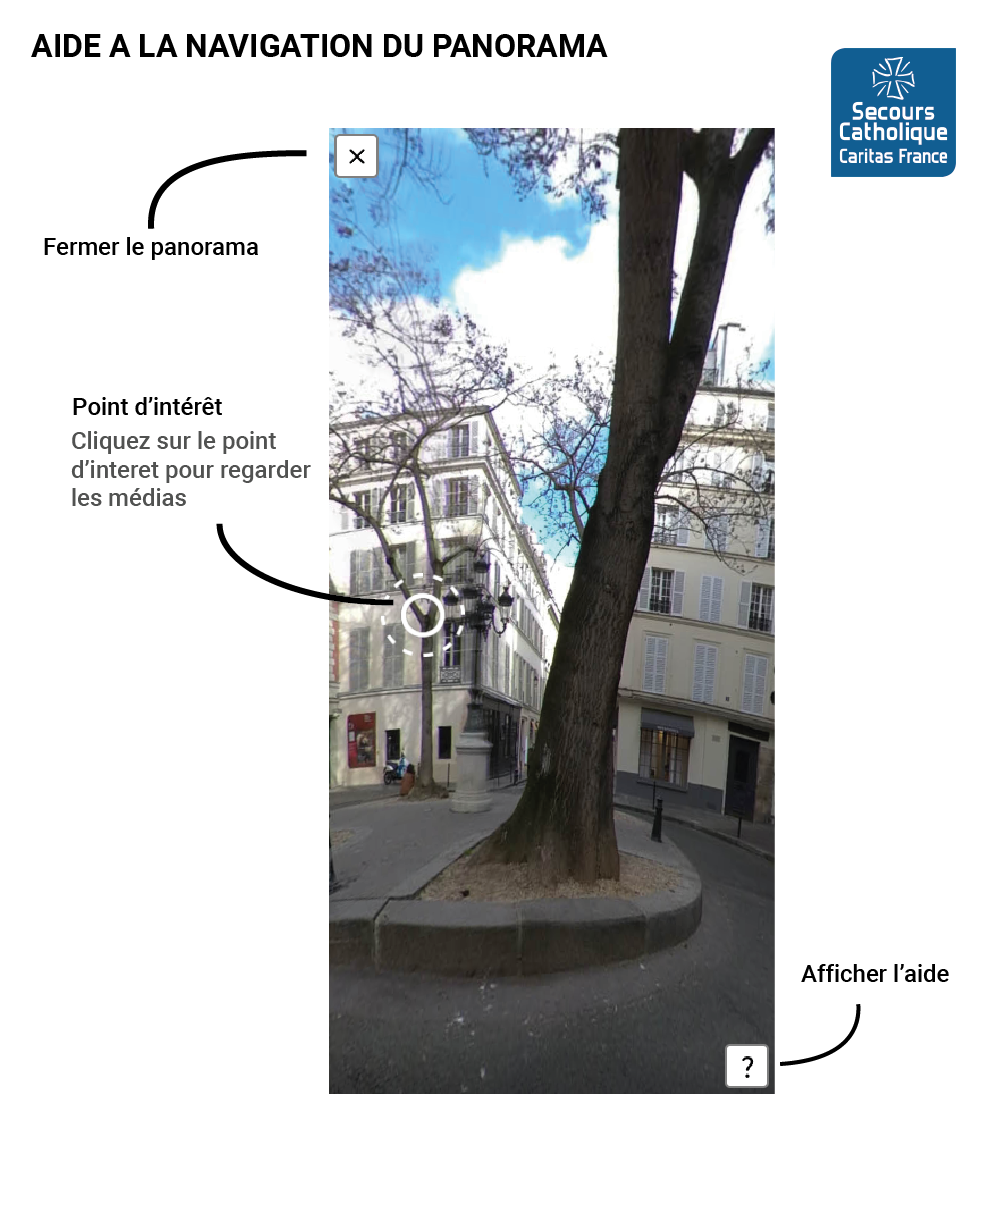 AIDE A LA NAVIGATION DU PANORAMA
Secours
Catholique
Caritas France
Fermer le panorama
Point d’intérêt
Cliquez sur le point
d’interet pour regarder
les médias
Afficher l’aide
?